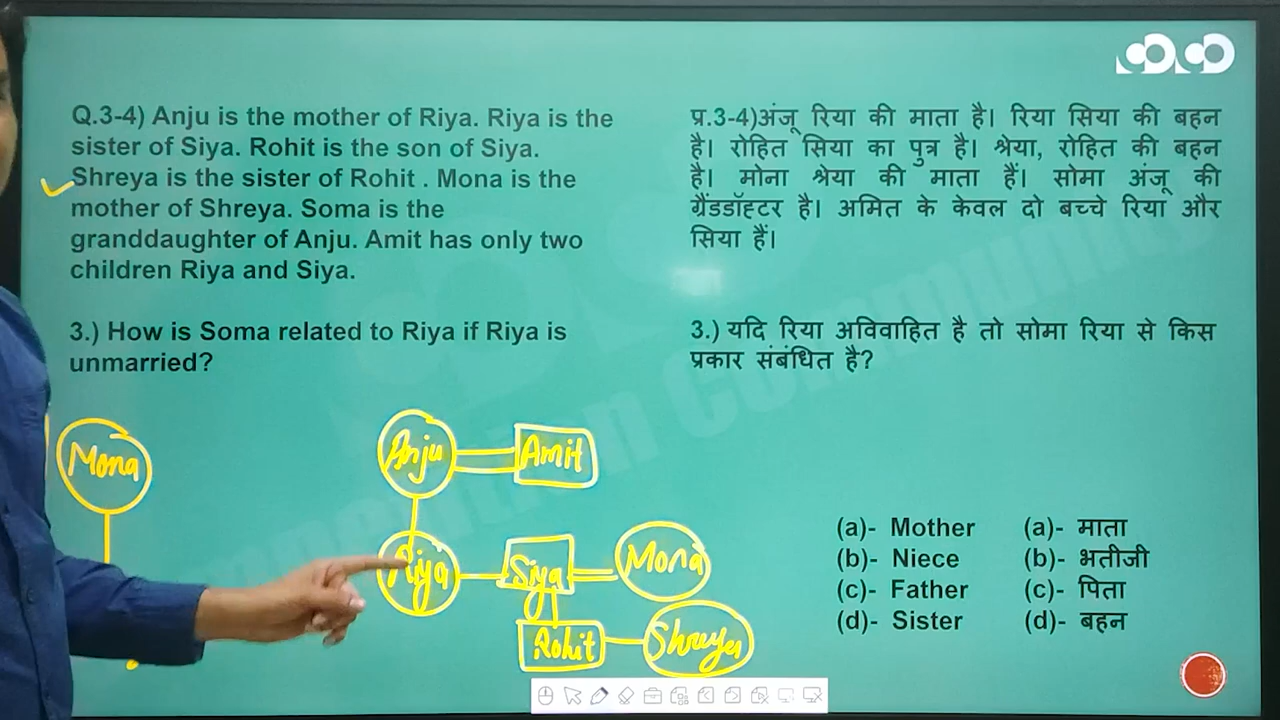 Q.3-4) Anju is the mother of Riya. Riya is the
sister of Siya. Rohit is the son of Siya.
Shreya is the sister of Rohit . Mona is the
mother of Shreya. Soma is the
granddaughter of Anju. Amit has only two
children Riya and Siya.
3.) How is Soma related to Riya if Riya is
unmarried?
प्र.3-4)अंजू रिया की माता है। रिया सिया की बहन
है। रोहित सिया का पुत्र है। श्रेया, रोहित की बहन
है। मोना श्रेया की माता हैं। सोमा अंजू की
ग्रैंडडॉह्टर है। अमित के केवल दो बच्चे रिया और
सिया हैं।
3.) यदि रिया अविवाहित है तो सोमा रिया से किस
प्रकार संबंधित है?
Mona
Anju Amit
Riya Siya Mona
Rohit Shreya
(a)- Mother (a)- माता
(b)- Niece (b)- भतीजी
(c)- Father (c)- पिता
(d)- Sister (d)- बहन